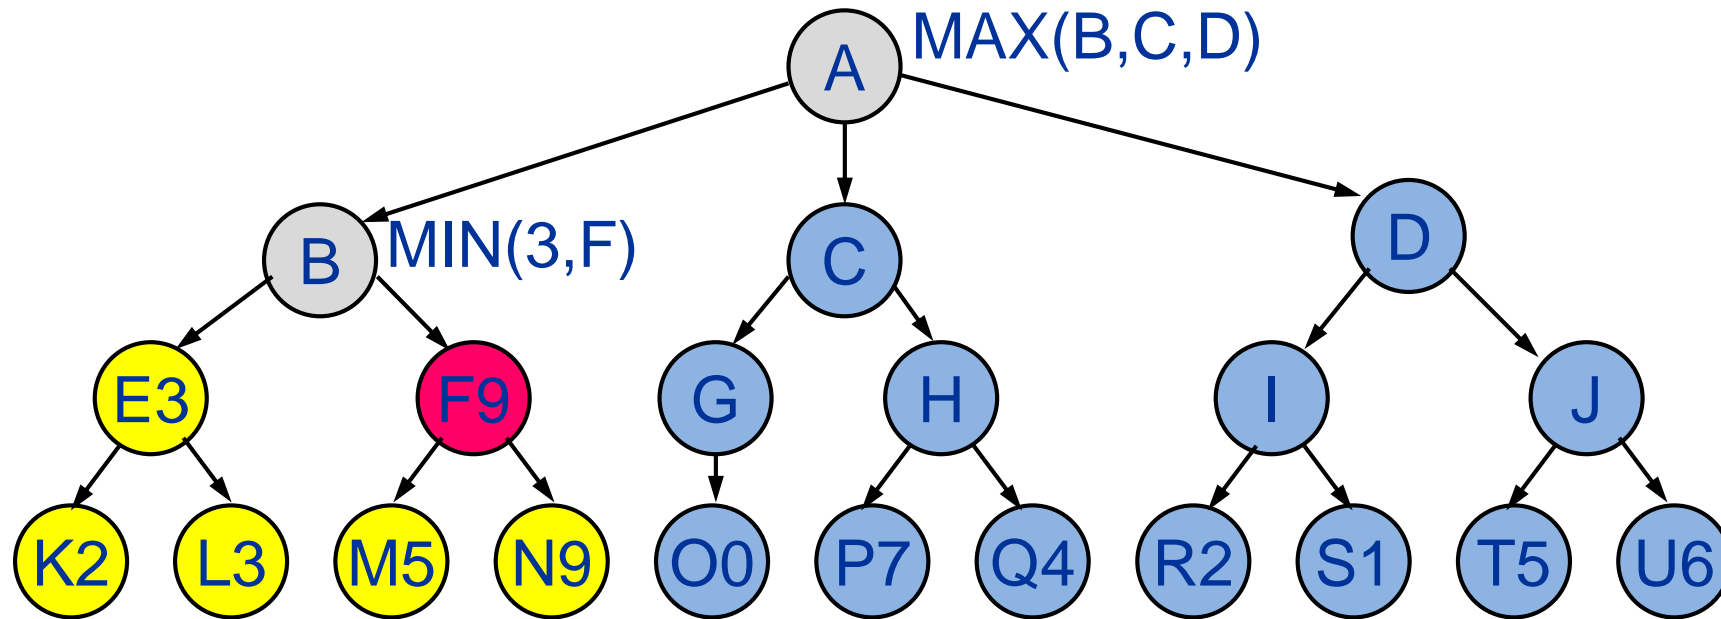 A MAX(B,C,D)
B MIN(3,F) C D
E3 F9 G H I J
K2 L3 M5 N9 O0 P7 Q4 R2 S1 T5 U6